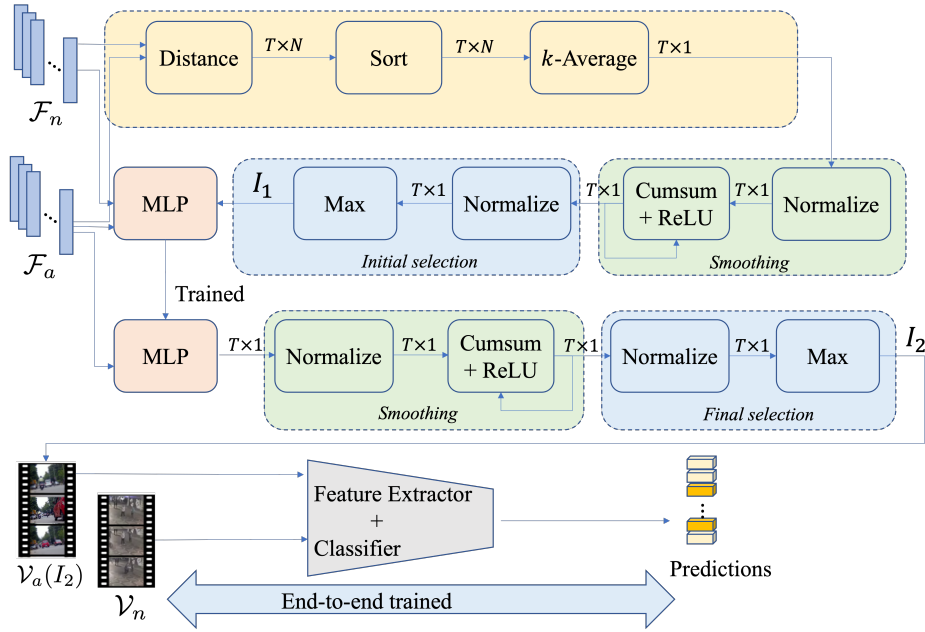 Distance
T×N
Sort
T×N
k-Average
T×1
ℱₙ
MLP
I₁
Max
T×1
Normalize
T×1
Cumsum
+ ReLU
T×1
Normalize
Initial selection
Smoothing
ℱₐ
Trained
MLP
T×1
Normalize
T×1
Cumsum
+ ReLU
T×1
Normalize
T×1
Max
I₂
Smoothing
Final selection
Feature Extractor
+
Classifier
𝒱ₐ(I₂)
𝒱ₙ
Predictions
End-to-end trained